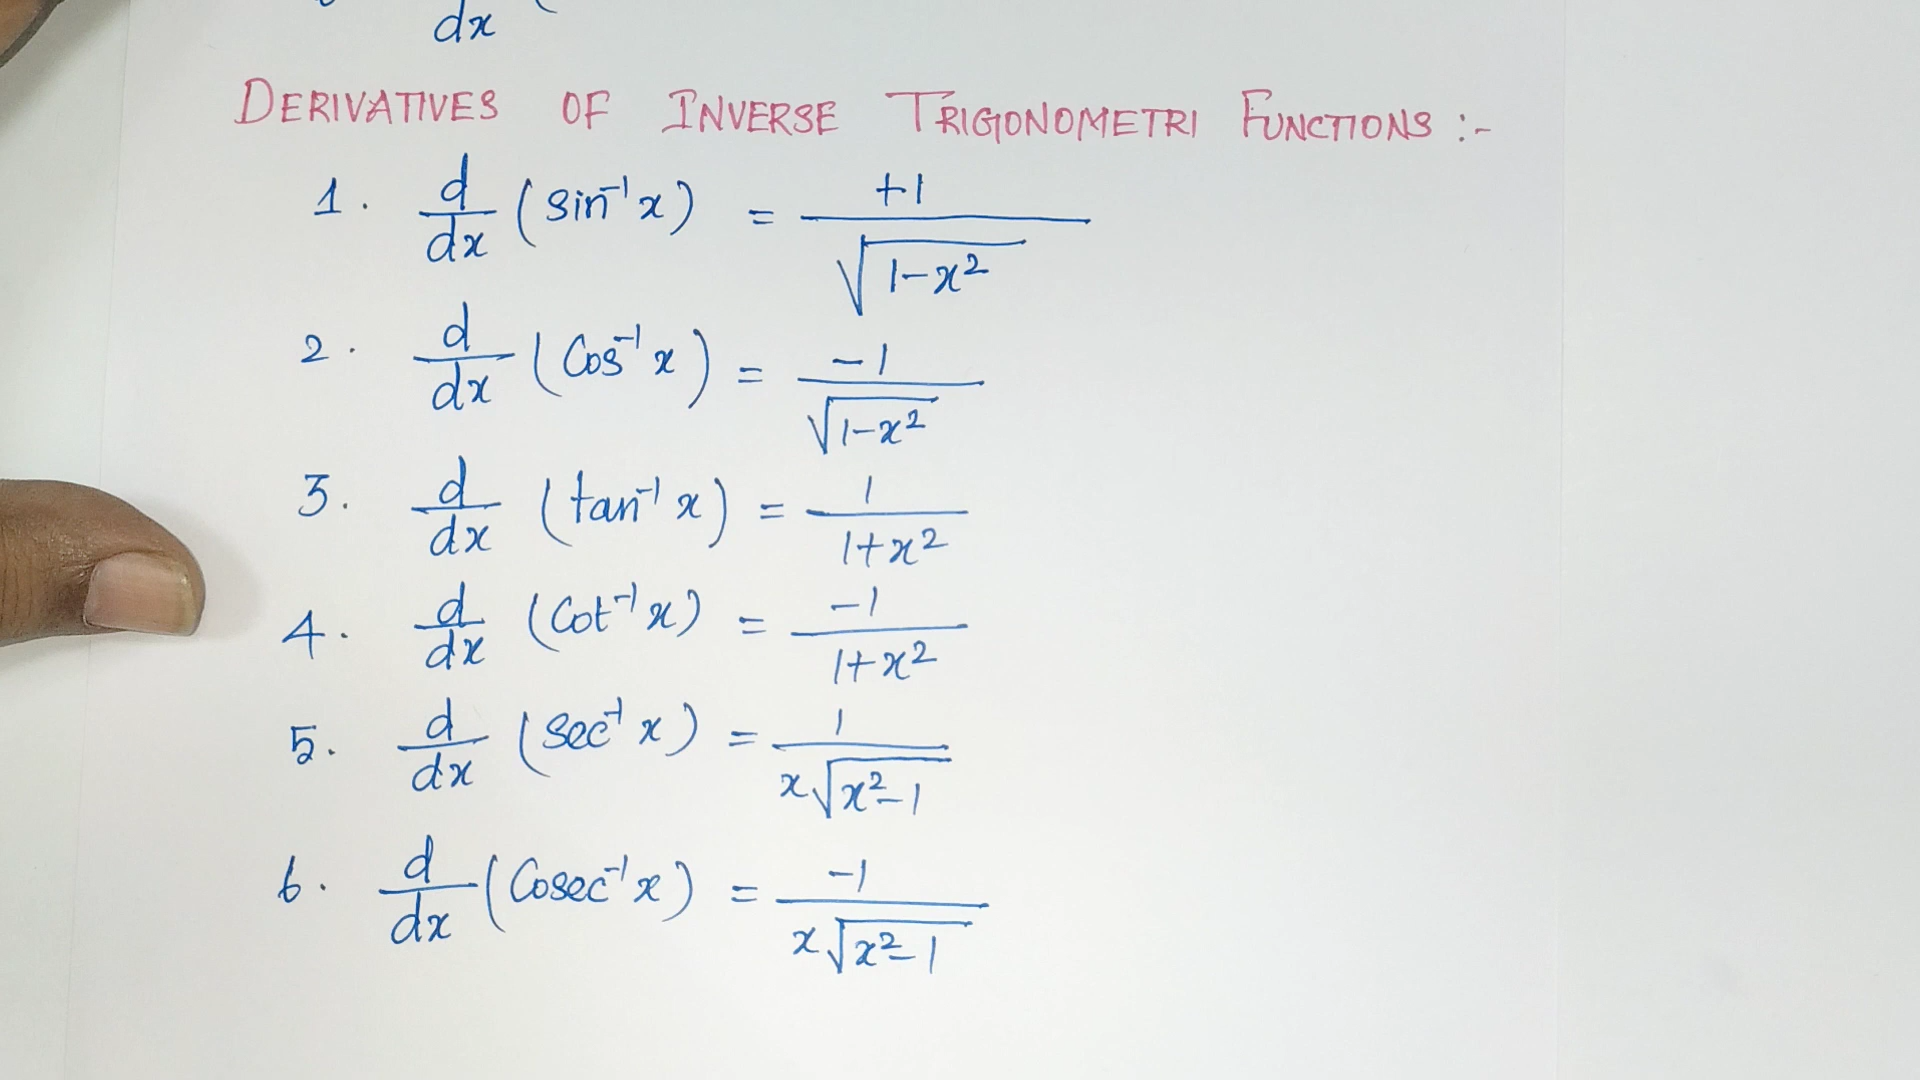 dx
DERIVATIVES OF INVERSE TRIGONOMETRI FUNCTIONS :-
1. d/dx (sin⁻¹x) = +1/√(1-x²)
2. d/dx (Cos⁻¹x) = -1/√(1-x²)
3. d/dx (tan⁻¹x) = 1/(1+x²)
4. d/dx (Cot⁻¹x) = -1/(1+x²)
5. d/dx (sec⁻¹x) = 1/(x√(x²-1))
6. d/dx (Cosec⁻¹x) = -1/(x√(x²-1))